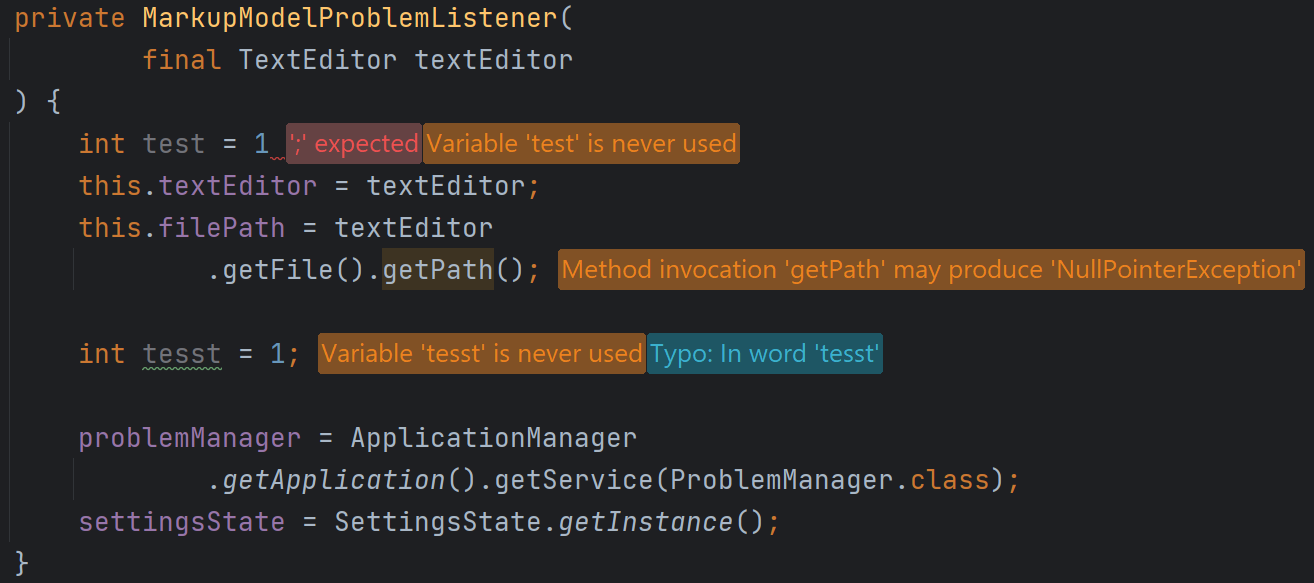 private MarkupModelProblemListener(
final TextEditor textEditor
) {
int test = 1 ';' expected Variable 'test' is never used
this.textEditor = textEditor;
this.filePath = textEditor
.getFile().getPath(); Method invocation 'getPath' may produce 'NullPointerException'
int tesst = 1; Variable 'tesst' is never used Typo: In word 'tesst'
problemManager = ApplicationManager
.getApplication().getService(ProblemManager.class);
settingsState = SettingsState.getInstance();
}